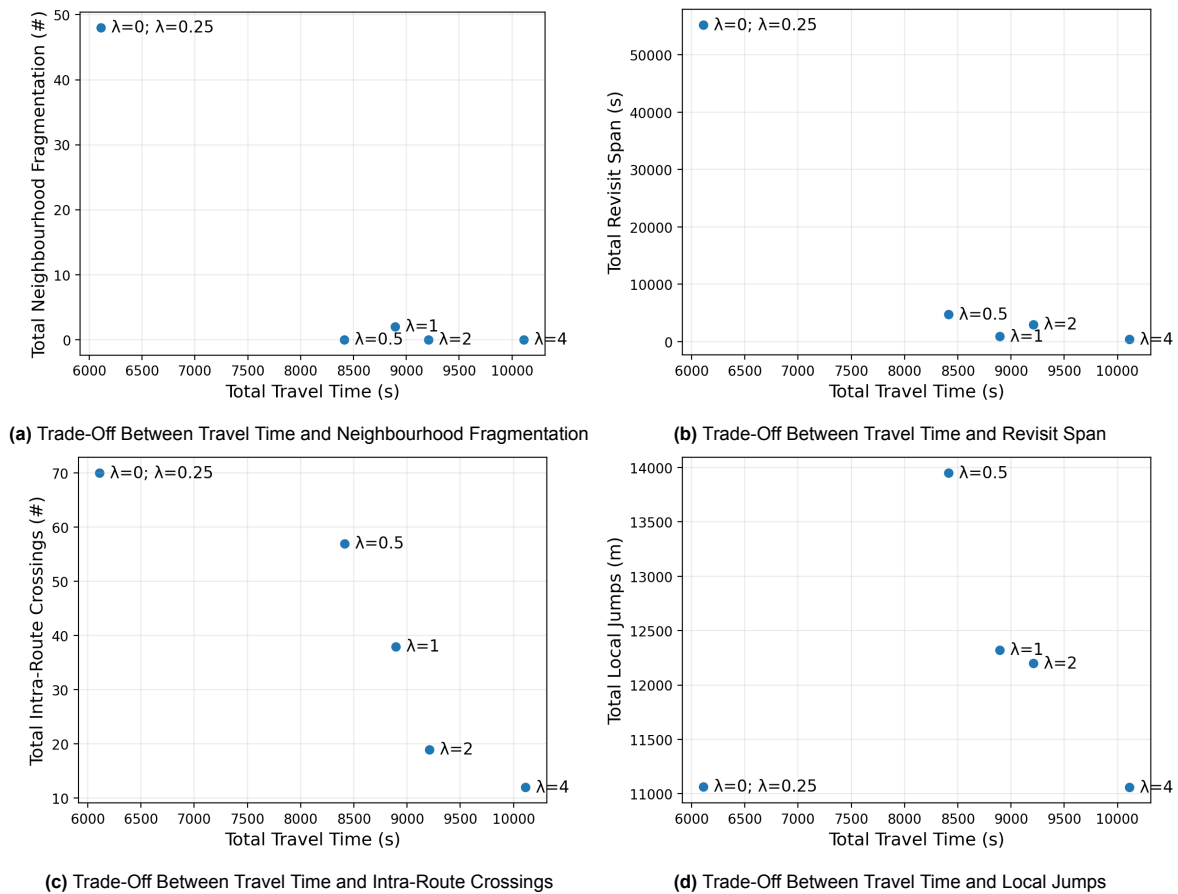 Total Neighbourhood Fragmentation (#)
50
40
30
20
10
0
λ=0; λ=0.25
λ=0.5
λ=1
λ=2
λ=4
6000 6500 7000 7500 8000 8500 9000 9500 10000
Total Travel Time (s)
(a) Trade-Off Between Travel Time and Neighbourhood Fragmentation
Total Revisit Span (s)
50000
40000
30000
20000
10000
0
λ=0; λ=0.25
λ=0.5
λ=1
λ=2
λ=4
6000 6500 7000 7500 8000 8500 9000 9500 10000
Total Travel Time (s)
(b) Trade-Off Between Travel Time and Revisit Span
Total Intra-Route Crossings (#)
70
60
50
40
30
20
10
λ=0; λ=0.25
λ=0.5
λ=1
λ=2
λ=4
6000 6500 7000 7500 8000 8500 9000 9500 10000
Total Travel Time (s)
(c) Trade-Off Between Travel Time and Intra-Route Crossings
Total Local Jumps (m)
14000
13500
13000
12500
12000
11500
11000
λ=0.5
λ=1
λ=2
λ=0; λ=0.25
λ=4
6000 6500 7000 7500 8000 8500 9000 9500 10000
Total Travel Time (s)
(d) Trade-Off Between Travel Time and Local Jumps